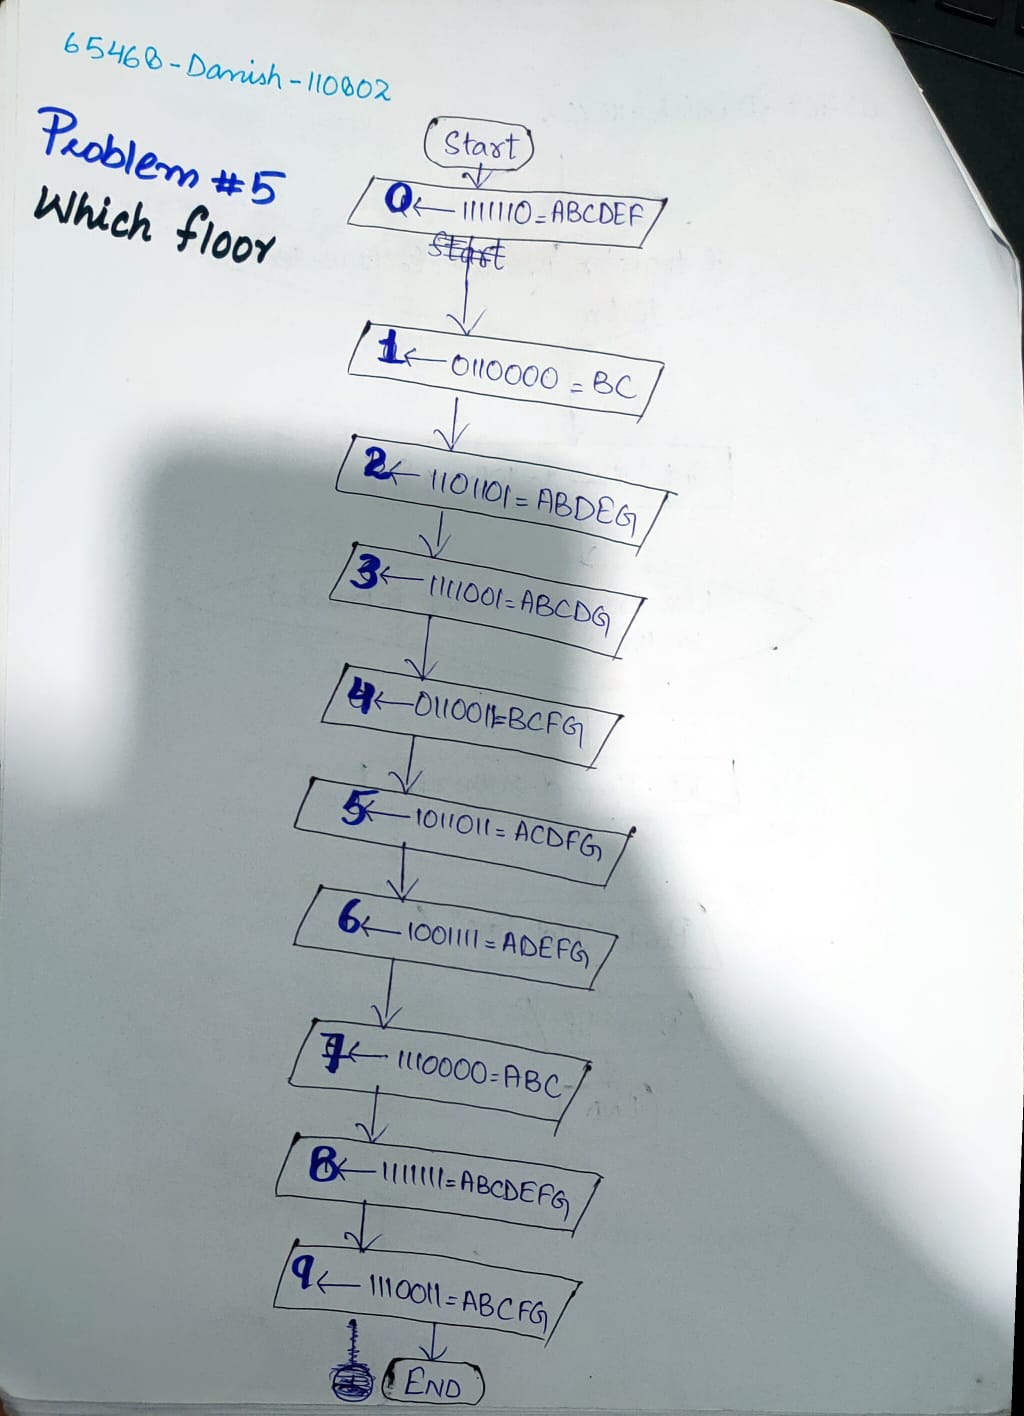 65468-Danish-110802
Problem #5
Which floor
Start
0 ← 1111110 = ABCDEF
Start
1 ← 0110000 = BC
2 ← 1101101 = ABDEG
3 ← 1111001 = ABCDG
4 ← 0110011 = BCFG
5 ← 1011011 = ACDFG
6 ← 1001111 = ADEFG
7 ← 1110000 = ABC
8 ← 1111111 = ABCDEFG
9 ← 1110011 = ABCFG
END